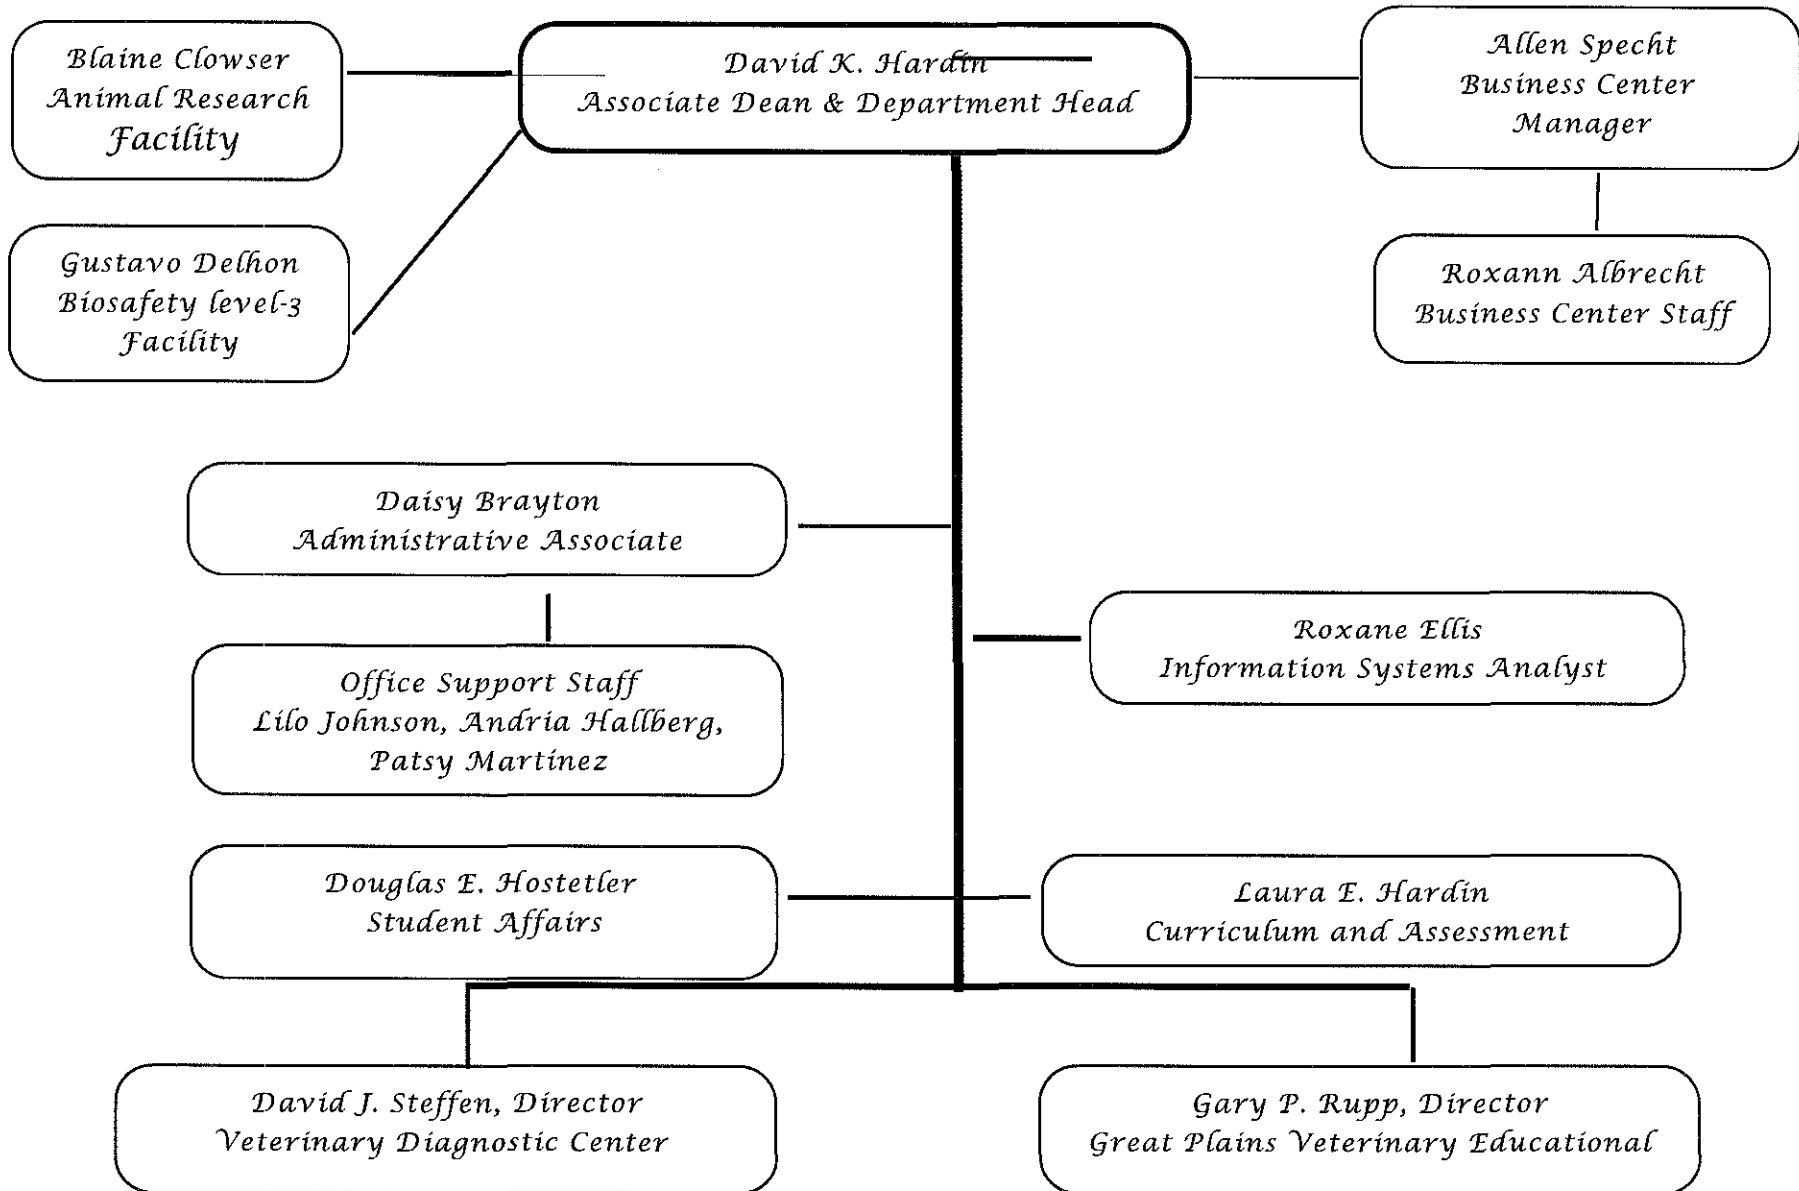 Blaine Clowser
Animal Research
Facility
David K. Hardin
Associate Dean & Department Head
Allen Specht
Business Center
Manager
Gustavo Delhon
Biosafety level-3
Facility
Roxann Albrecht
Business Center Staff
Daisy Brayton
Administrative Associate
Roxane Ellis
Information Systems Analyst
Office Support Staff
Lilo Johnson, Andria Hallberg,
Patsy Martinez
Douglas E. Hostetler
Student Affairs
Laura E. Hardin
Curriculum and Assessment
David J. Steffen, Director
Veterinary Diagnostic Center
Gary P. Rupp, Director
Great Plains Veterinary Educational